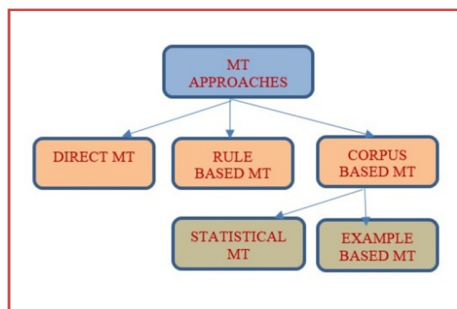 MT
APPROACHES
DIRECT MT
RULE
BASED MT
CORPUS
BASED MT
STATISTICAL
MT
EXAMPLE
BASED MT